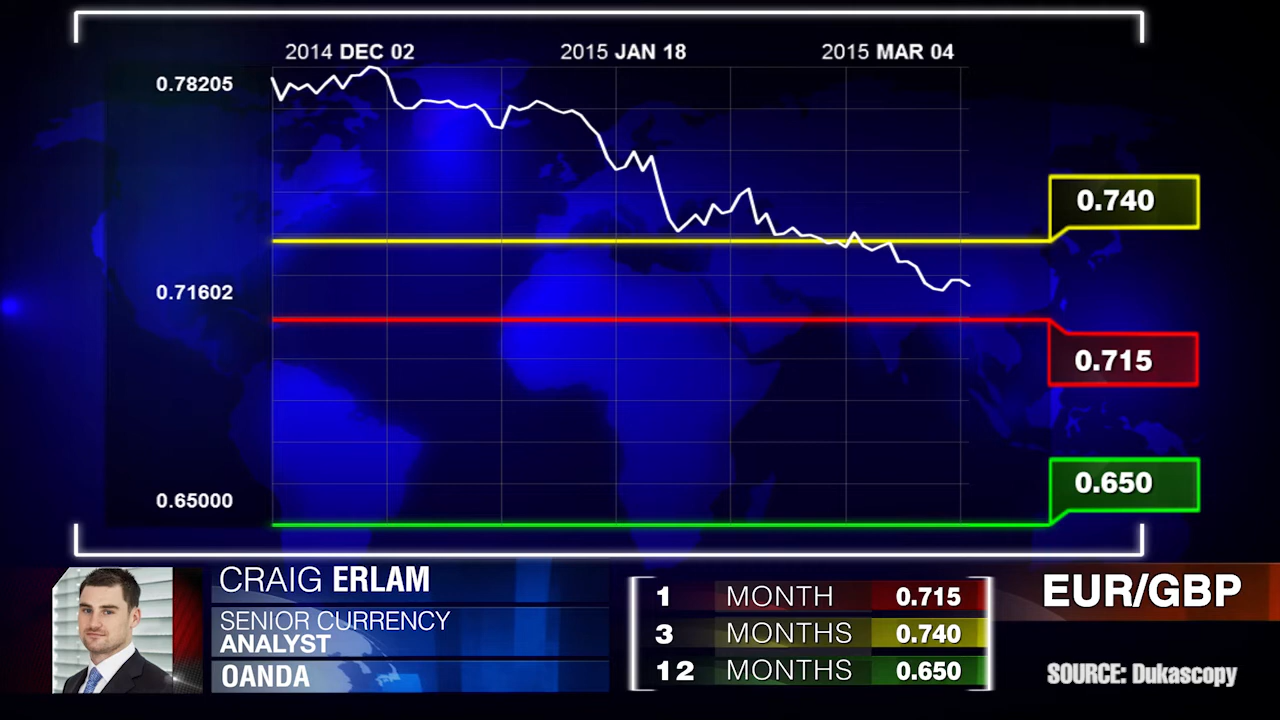 2014 DEC 02
2015 JAN 18
2015 MAR 04
0.78205
0.71602
0.65000
0.740
0.715
0.650
CRAIG ERLAM
SENIOR CURRENCY
ANALYST
OANDA
1 MONTH 0.715
3 MONTHS 0.740
12 MONTHS 0.650
EUR/GBP
SOURCE: Dukascopy